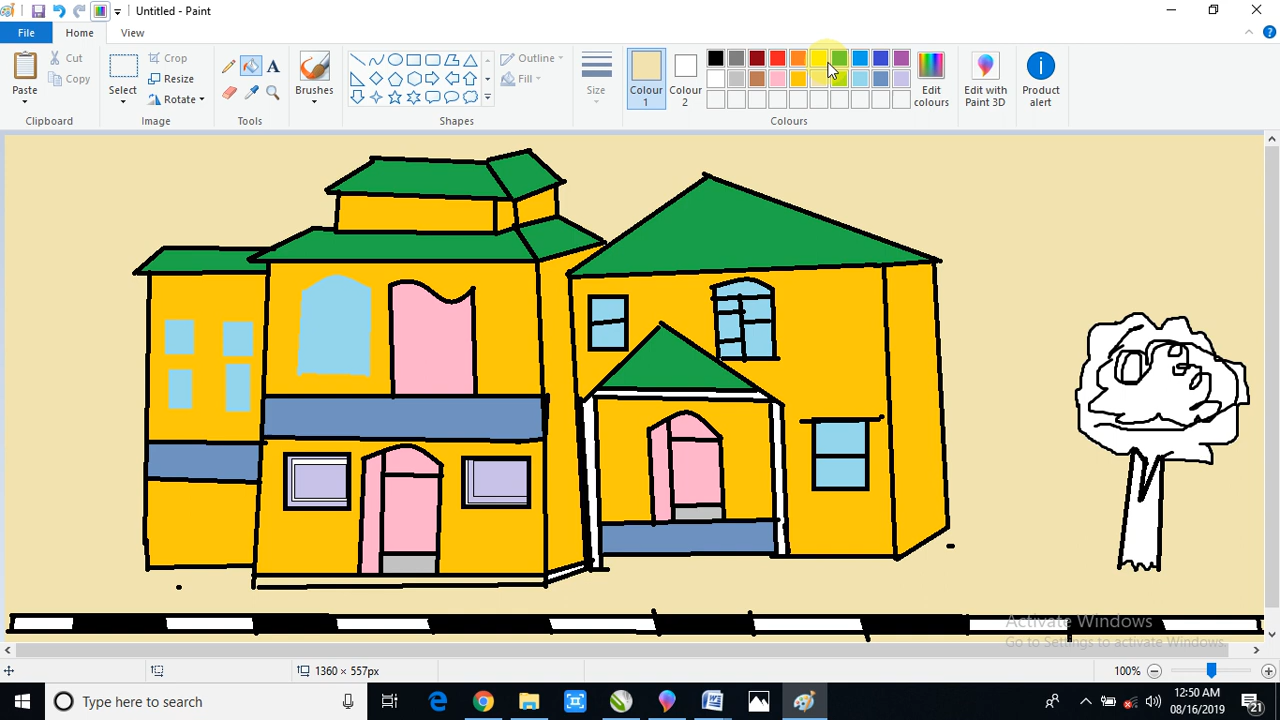 Untitled - Paint
File Home View
Paste
Cut
Copy
Clipboard
Select
Crop
Resize
Rotate
Image
A
Tools
Brushes
Outline
Fill
Shapes
Size
Colour 1
Colour 2
Edit colours
Colours
Edit with Paint 3D
Product alert
Activate Windows
Go to Settings to activate Windows.
1360 × 557px
100%
Type here to search
12:50 AM
08/16/2019
21